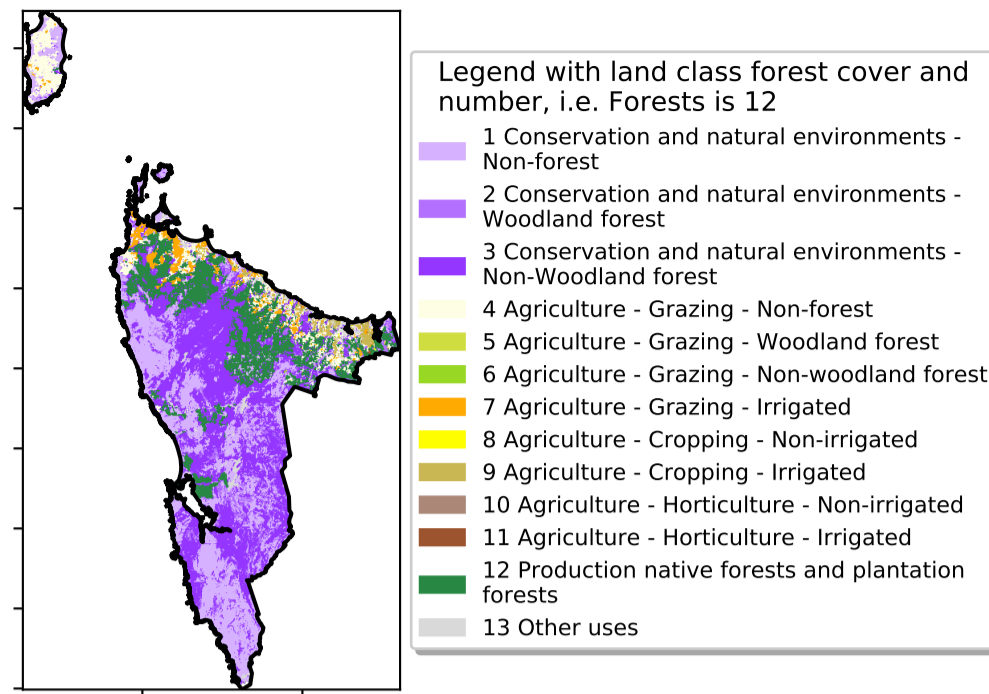 Legend with land class forest cover and
number, i.e. Forests is 12
1 Conservation and natural environments -
Non-forest
2 Conservation and natural environments -
Woodland forest
3 Conservation and natural environments -
Non-Woodland forest
4 Agriculture - Grazing - Non-forest
5 Agriculture - Grazing - Woodland forest
6 Agriculture - Grazing - Non-woodland forest
7 Agriculture - Grazing - Irrigated
8 Agriculture - Cropping - Non-irrigated
9 Agriculture - Cropping - Irrigated
10 Agriculture - Horticulture - Non-irrigated
11 Agriculture - Horticulture - Irrigated
12 Production native forests and plantation
forests
13 Other uses